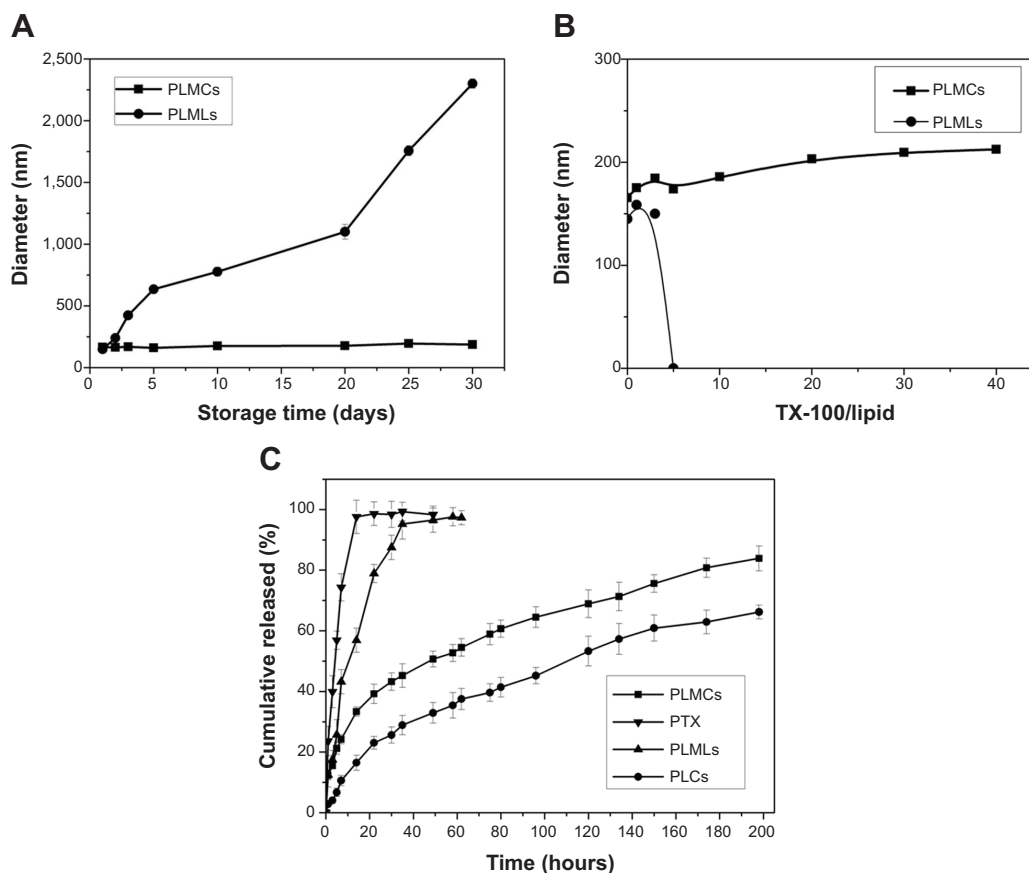 A
2,500
2,000
1,500
1,000
500
0
Diameter (nm)
PLMCs
PLMLs
0 5 10 15 20 25 30
Storage time (days)
B
300
200
100
0
Diameter (nm)
PLMCs
PLMLs
0 10 20 30 40
TX-100/lipid
C
100
80
60
40
20
0
Cumulative released (%)
PLMCs
PTX
PLMLs
PLCs
0 20 40 60 80 100 120 140 160 180 200
Time (hours)